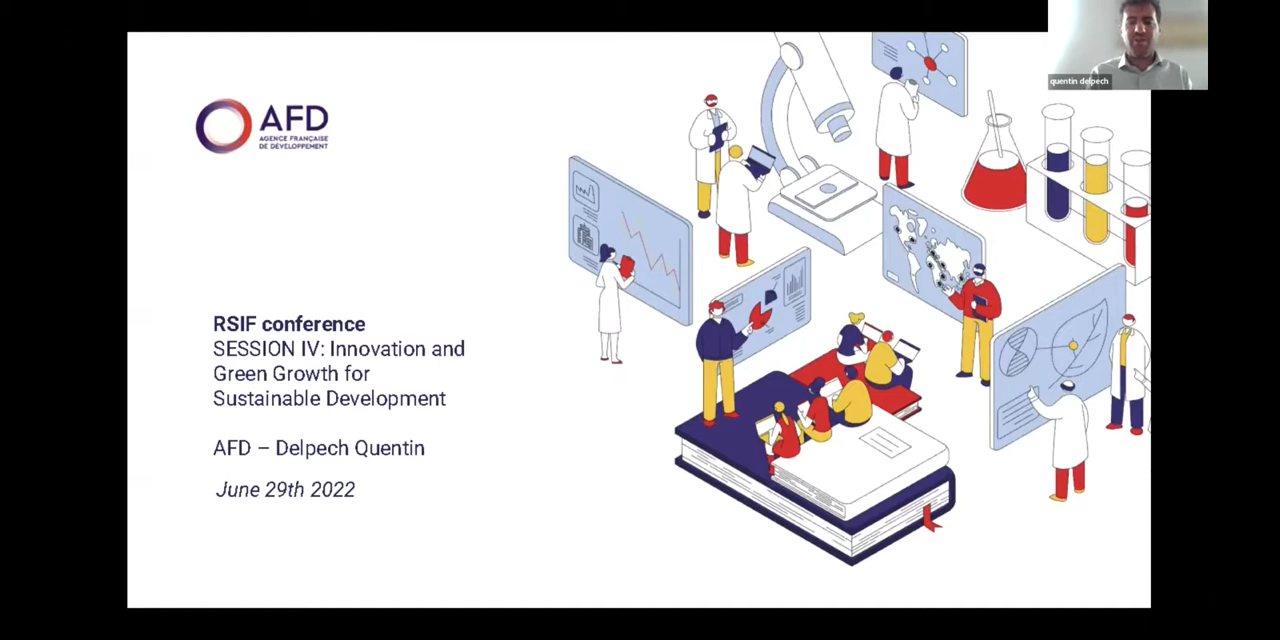 quentin delpech
AFD
AGENCE FRANÇAISE
DE DÉVELOPPEMENT
RSIF conference
SESSION IV: Innovation and
Green Growth for
Sustainable Development
AFD – Delpech Quentin
June 29th 2022